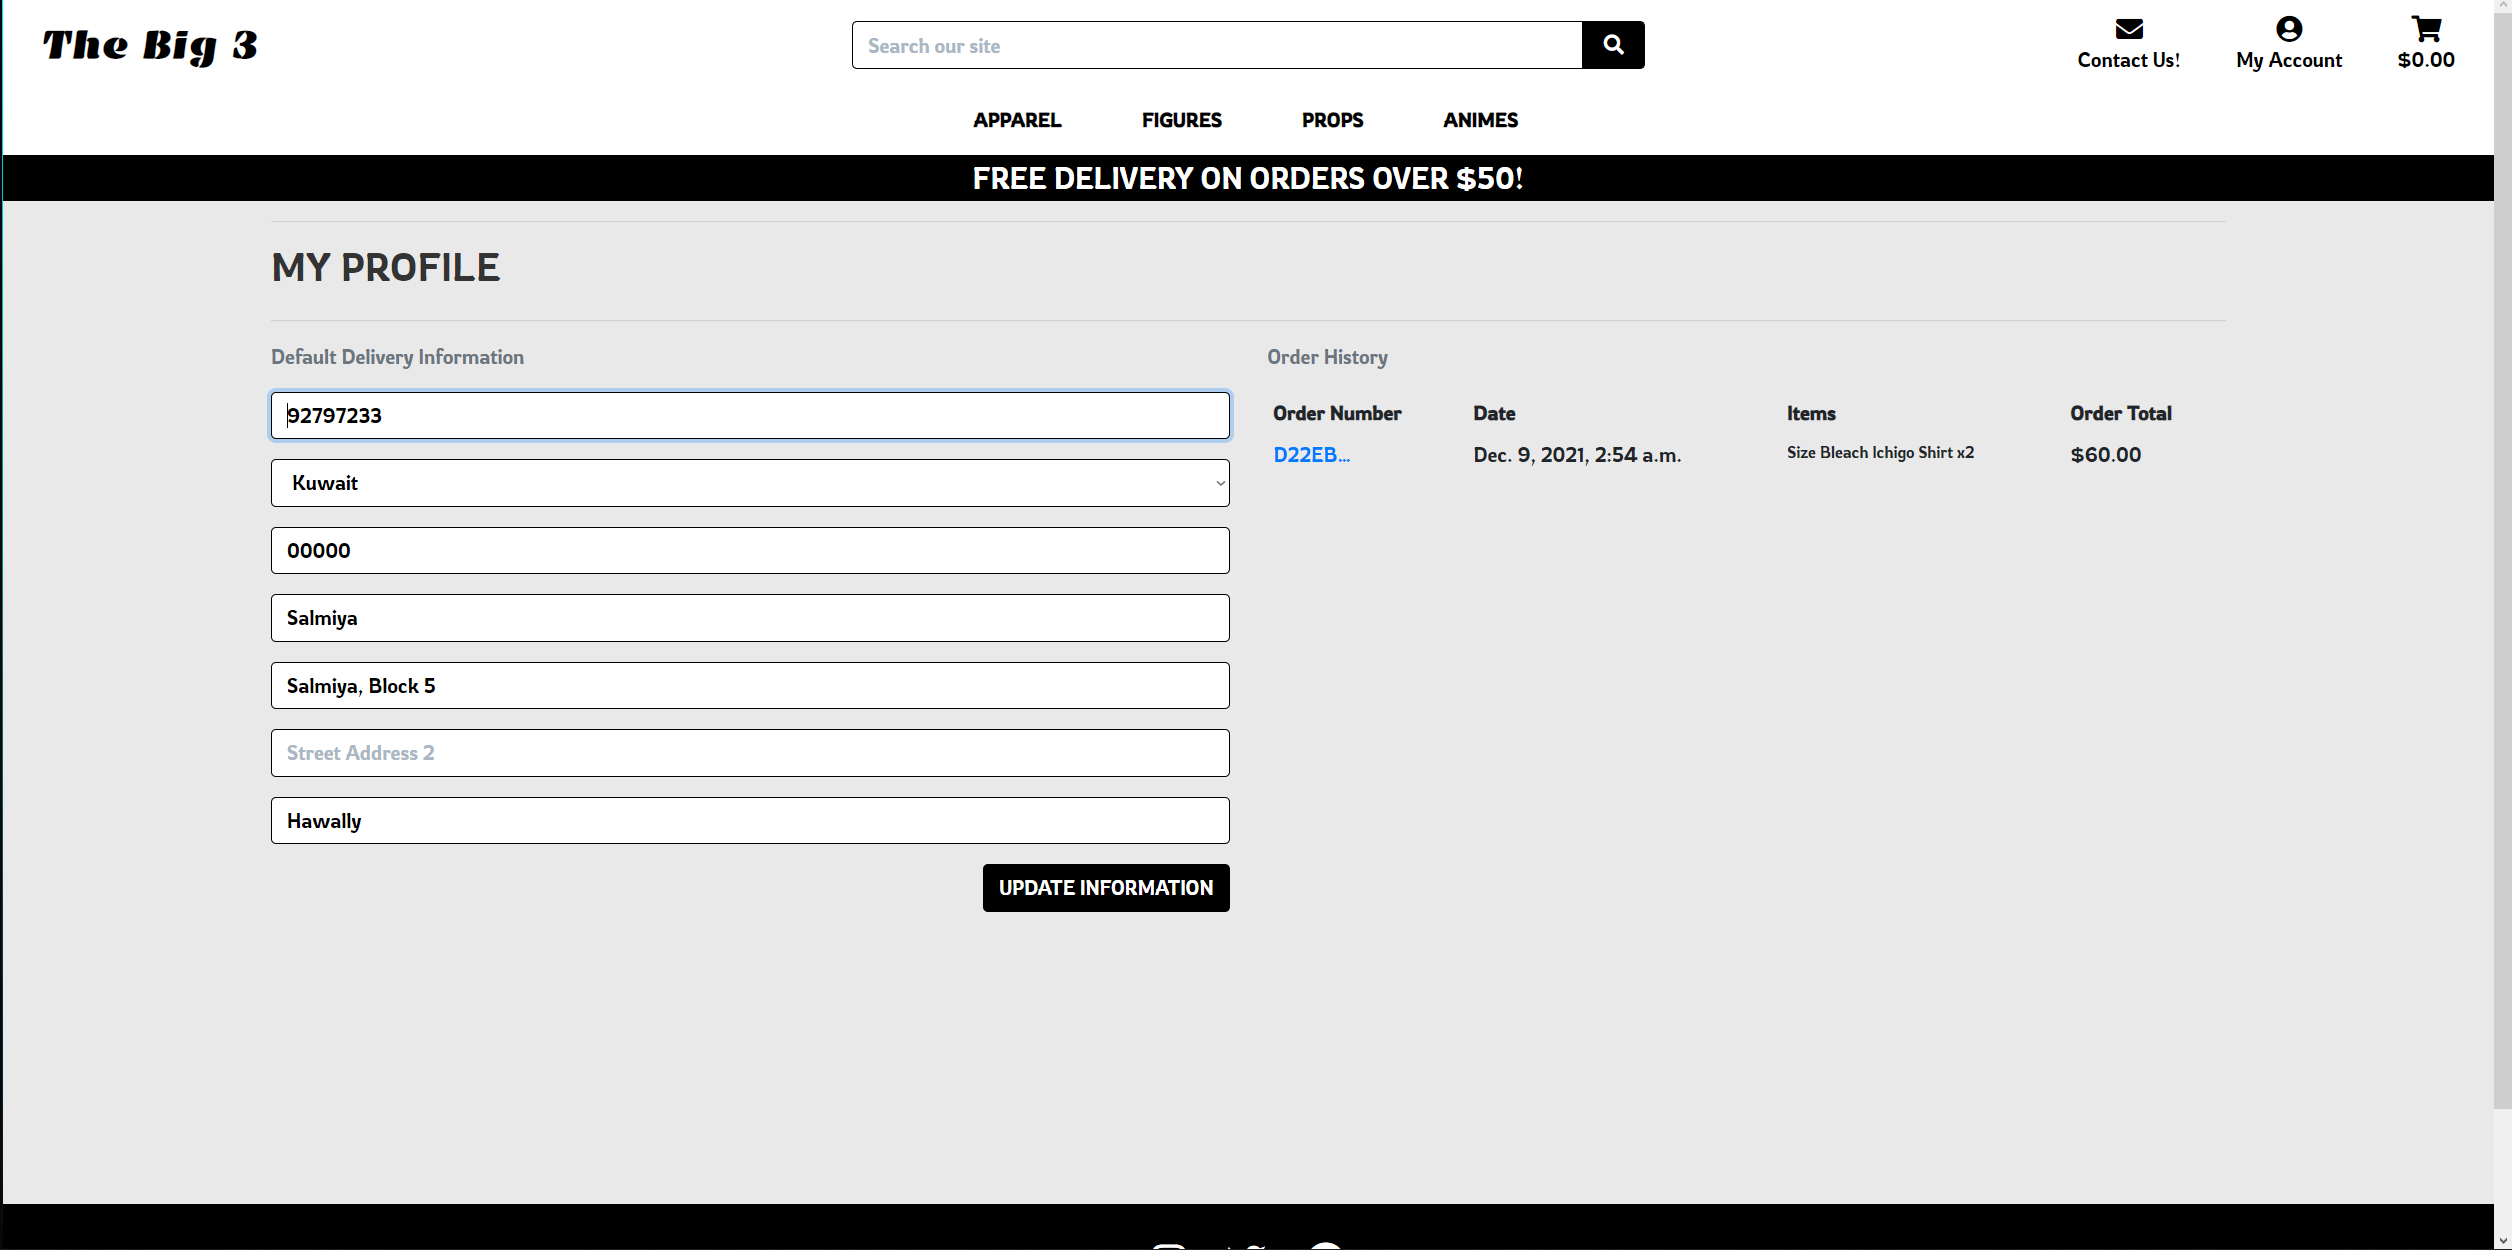 The Big 3
Search our site
Contact Us!
My Account
$0.00
APPAREL
FIGURES
PROPS
ANIMES
FREE DELIVERY ON ORDERS OVER $50!
MY PROFILE
Default Delivery Information
92797233
Kuwait
00000
Salmiya
Salmiya, Block 5
Street Address 2
Hawally
UPDATE INFORMATION
Order History
Order Number Date Items Order Total
D22EB... Dec. 9, 2021, 2:54 a.m. Size Bleach Ichigo Shirt x2 $60.00